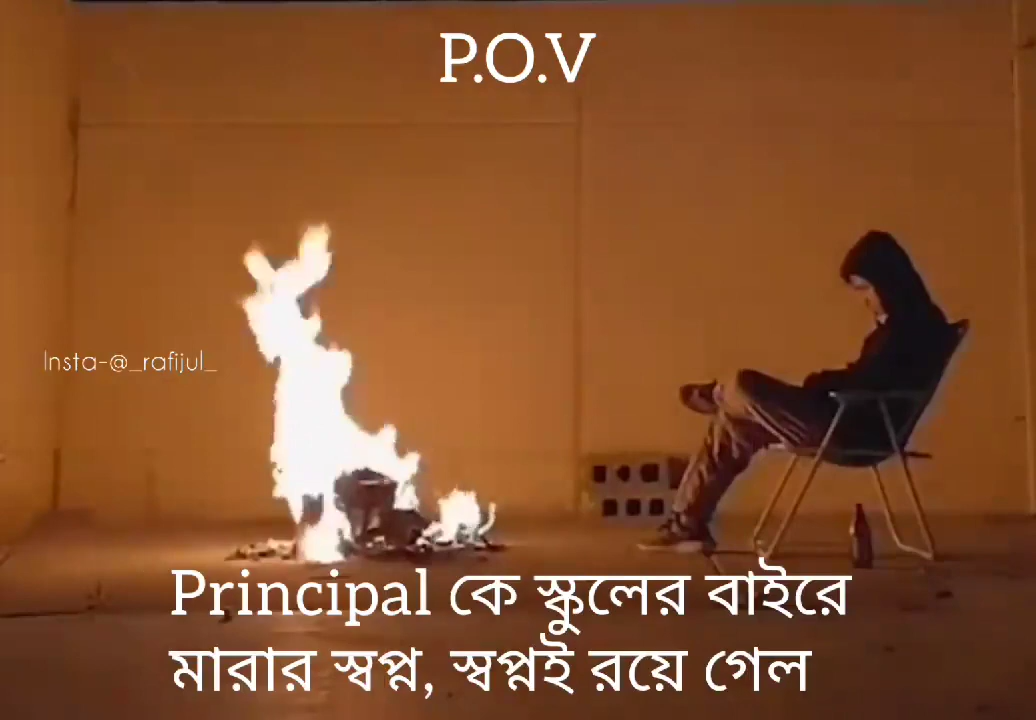 P.O.V
Insta-@_rafijul_
Principal কে স্কুলের বাইরে
মারার স্বপ্ন, স্বপ্নই রয়ে গেল